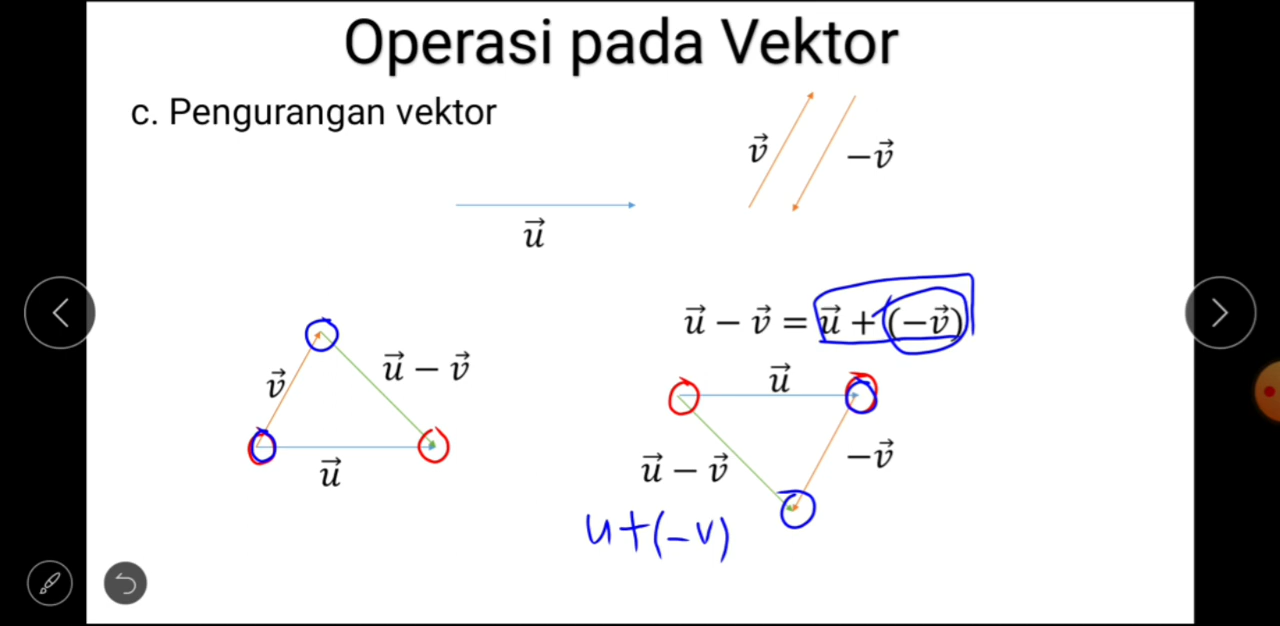 Operasi pada Vektor
c. Pengurangan vektor
v⃗
−v⃗
u⃗
u⃗ − v⃗ = u⃗ + (−v⃗)
v⃗
u⃗ − v⃗
u⃗
u⃗
u⃗ − v⃗
−v⃗
u+(−v)